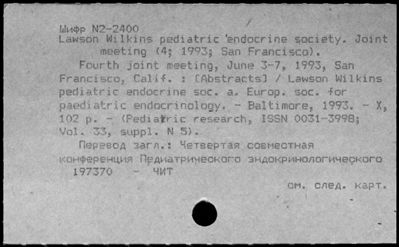 Шифр N2-2400
Lawson Wilkins pediatric endocrine society. Joint
meeting (4; 1993; San Francisco).
Fourth joint meeting, June 3-7, 1993, San
Francisco, Calif. : [Abstracts] / Lawson Wilkins
pediatric endocrine soc. a. Europ. soc. for
paediatric endocrinology. - Baltimore, 1993. - X,
102 p. - (Pediatric research, ISSN 0031-3998;
Vol. 33, suppl. N 5).
Перевод загл.: Четвертая совместная
конференция Педиатрического эндокринологического
197370 - ЧИТ
см. след. карт.